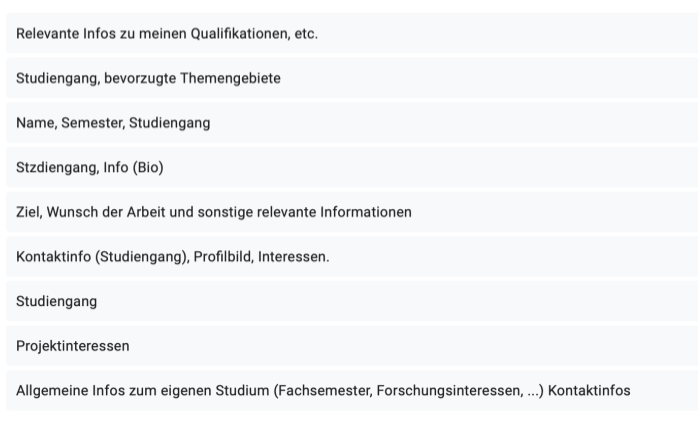 Relevante Infos zu meinen Qualifikationen, etc.
Studiengang, bevorzugte Themengebiete
Name, Semester, Studiengang
Stzdiengang, Info (Bio)
Ziel, Wunsch der Arbeit und sonstige relevante Informationen
Kontaktinfo (Studiengang), Profilbild, Interessen.
Studiengang
Projektinteressen
Allgemeine Infos zum eigenen Studium (Fachsemester, Forschungsinteressen, ...) Kontaktinfos